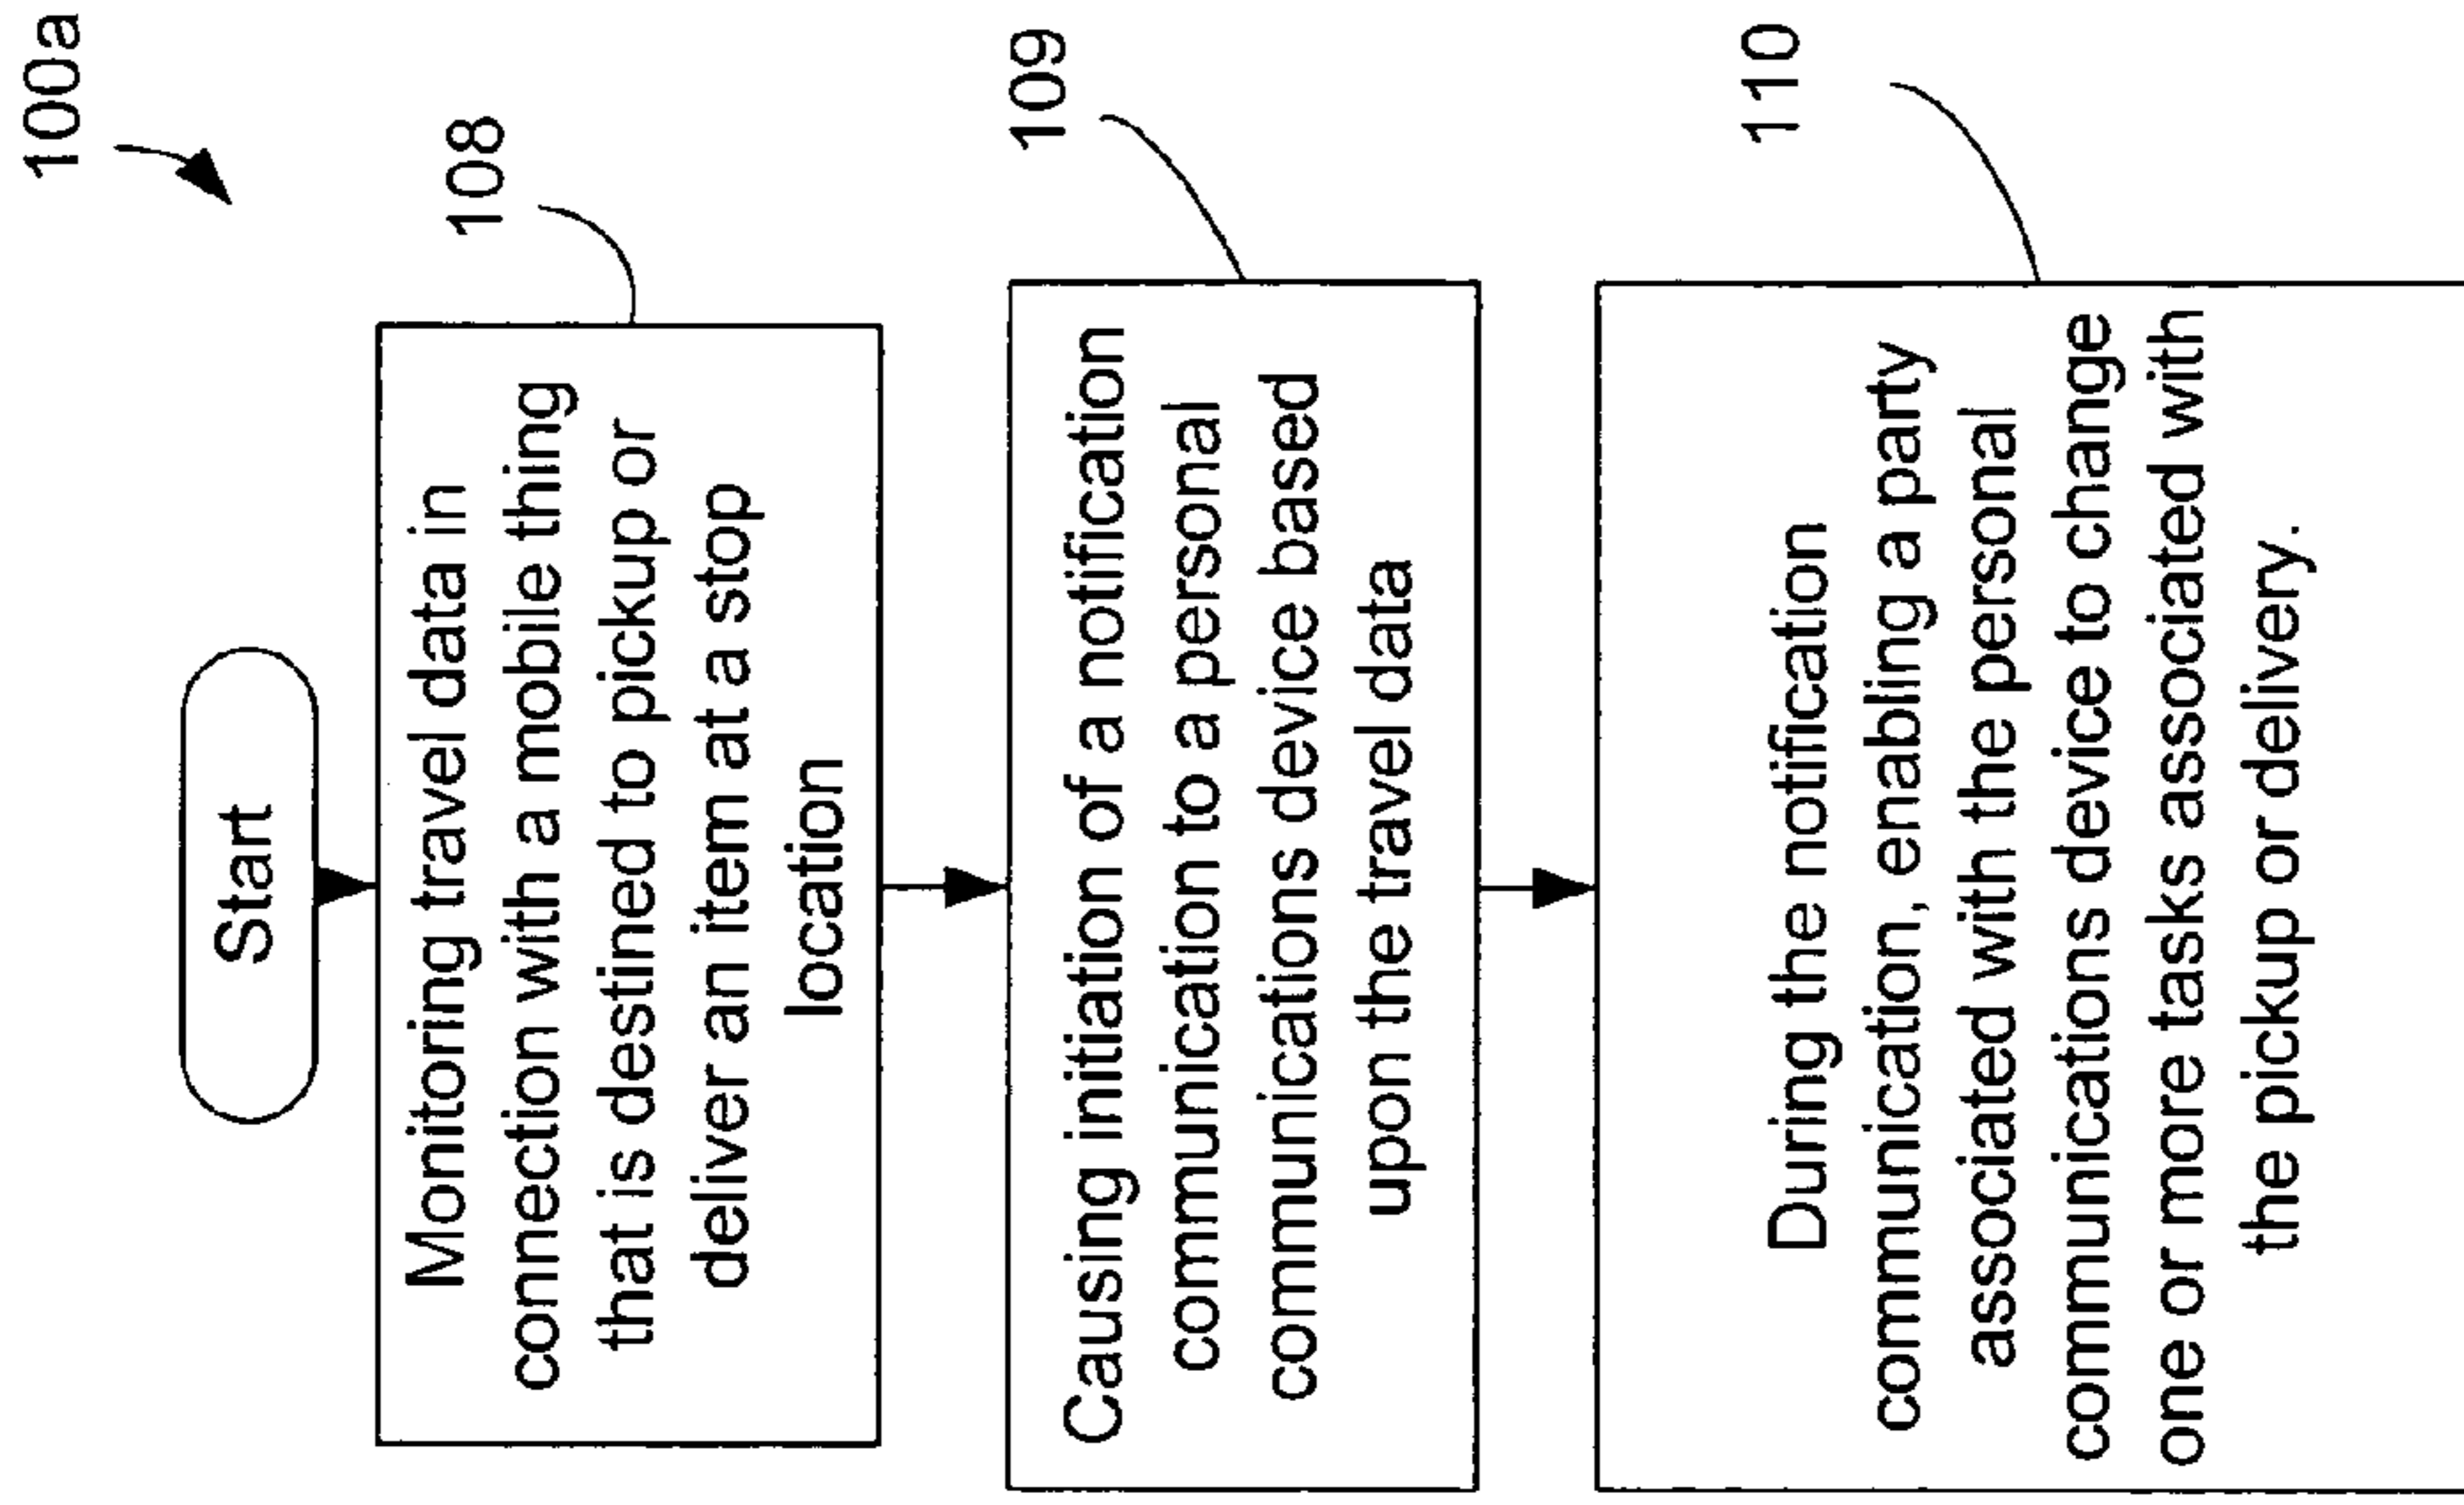 100a
Start
108
Monitoring travel data in
connection with a mobile thing
that is destined to pickup or
deliver an item at a stop
location
109
Causing initiation of a notification
communication to a personal
communications device based
upon the travel data
110
During the notification
communication, enabling a party
associated with the personal
communications device to change
one or more tasks associated with
the pickup or delivery.